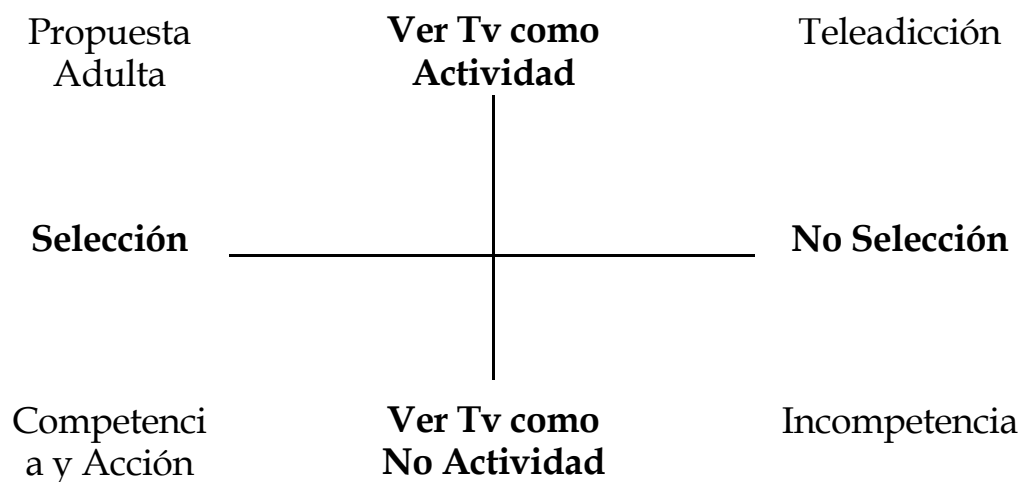 Propuesta
Adulta
Ver Tv como
Actividad
Teleadicción
Selección
No Selección
Competenci
a y Acción
Ver Tv como
No Actividad
Incompetencia